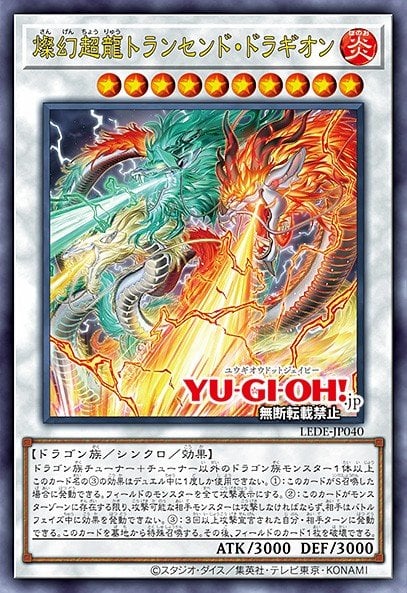 さん げん ちょう りゅう
燦幻超龍トランセンド・ドラギオン
ほのお
炎
ユウギオウドットジェイピー
YU-GI-OH!.jp
無断転載禁止
LEDE-JP040
【ドラゴン族/シンクロ/効果】
ドラゴン族チューナー+チューナー以外のドラゴン族モンスター1体以上
このカード名の③の効果はデュエル中に1度しか使用できない。①:このカードがS召喚した
場合に発動できる。フィールドのモンスターを全て攻撃表示にする。②:このカードがモンス
ターゾーンに存在する限り、攻撃可能な相手モンスターは攻撃しなければならず、相手はバトル
フェイズ中に効果を発動できない。③:3回以上攻撃宣言された自分・相手ターンに発動
できる。このカードを墓地から特殊召喚する。その後、フィールドのカード1枚を破壊できる。
ATK/3000 DEF/3000
©スタジオ・ダイス/集英社・テレビ東京・KONAMI